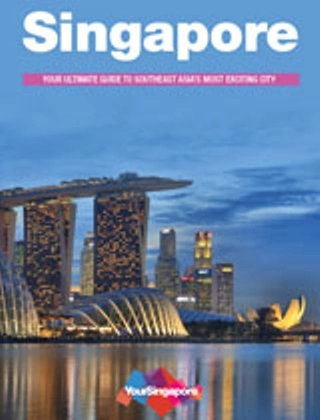 Singapore
YOUR ULTIMATE GUIDE TO SOUTHEAST ASIA'S MOST EXCITING CITY
YourSingapore